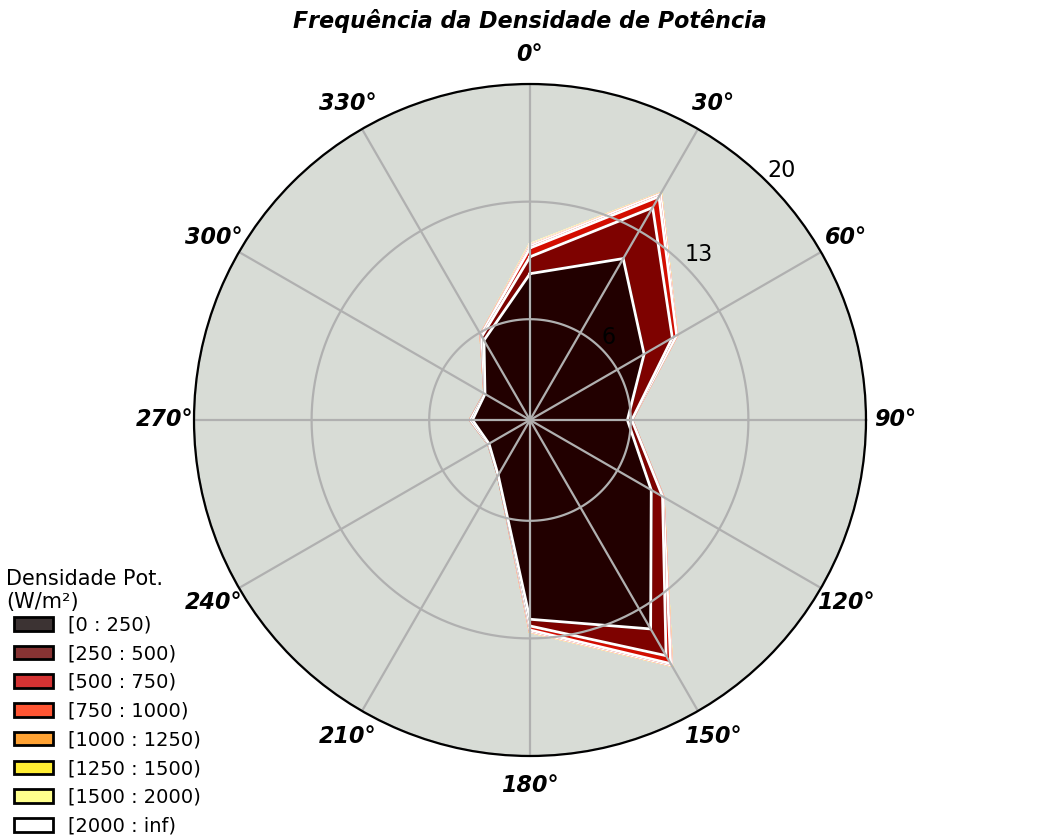 Frequência da Densidade de Potência
0°
330°
30°
20
300°
60°
13
6
270°
90°
Densidade Pot.
(W/m²)
240°
120°
[0 : 250)
[250 : 500)
[500 : 750)
[750 : 1000)
210°
150°
[1000 : 1250)
[1250 : 1500)
180°
[1500 : 2000)
[2000 : inf)